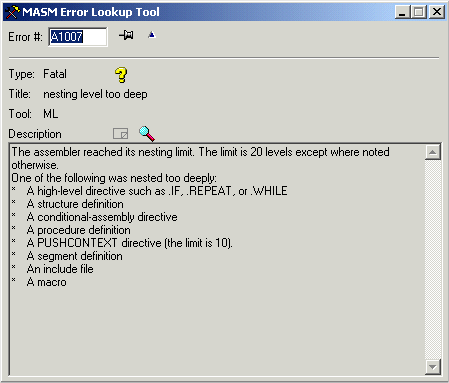 MASM Error Lookup Tool
Error #: A1007
Type: Fatal
Title: nesting level too deep
Tool: ML
Description
The assembler reached its nesting limit. The limit is 20 levels except where noted
otherwise.
One of the following was nested too deeply:
* A high-level directive such as .IF, .REPEAT, or .WHILE
* A structure definition
* A conditional-assembly directive
* A procedure definition
* A PUSHCONTEXT directive (the limit is 10).
* A segment definition
* An include file
* A macro